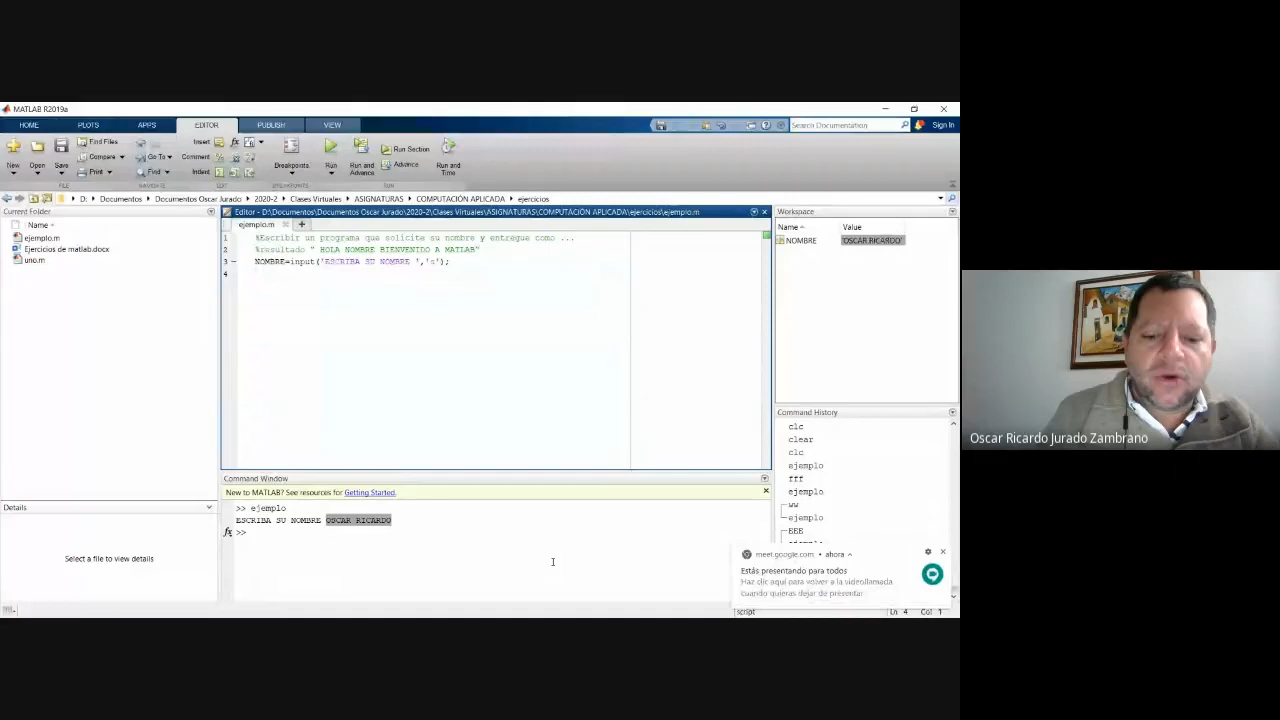 MATLAB R2019a
HOME PLOTS APPS EDITOR PUBLISH VIEW
Search Documentation
Sign In
New Open Save
Find Files
Compare
Print
Go To
Find
Insert
Comment
Indent
Breakpoints
Run
Run and Advance
Run Section
Advance
Run and Time
FILE NAVIGATE EDIT BREAKPOINTS RUN
D: Documentos Documentos Oscar Jurado 2020-2 Clases Virtuales ASIGNATURAS COMPUTACIÓN APLICADA ejercicios
Current Folder
Name
ejemplo.m
Ejercicios de matlab.docx
uno.m
Details
Select a file to view details
Editor - D:\Documentos\Documentos Oscar Jurado\2020-2\Clases Virtuales\ASIGNATURAS\COMPUTACIÓN APLICADA\ejercicios\ejemplo.m
ejemplo.m
1 %Escribir un programa que solicite su nombre y entregue como ...
2 %resultado " HOLA NOMBRE BIENVENIDO A MATLAB"
3 NOMBRE=input('ESCRIBA SU NOMBRE ','s');
4
Command Window
New to MATLAB? See resources for Getting Started.
>> ejemplo
ESCRIBA SU NOMBRE OSCAR RICARDO
fx >>
Workspace
Name Value
NOMBRE 'OSCAR RICARDO'
Command History
clc
clear
clc
ejemplo
fff
ejemplo
ww
ejemplo
EEE
meet.google.com • ahora
Estás presentando para todos
Haz clic aquí para volver a la videollamada
cuando quieras dejar de presentar.
script Ln 4 Col 1
Oscar Ricardo Jurado Zambrano